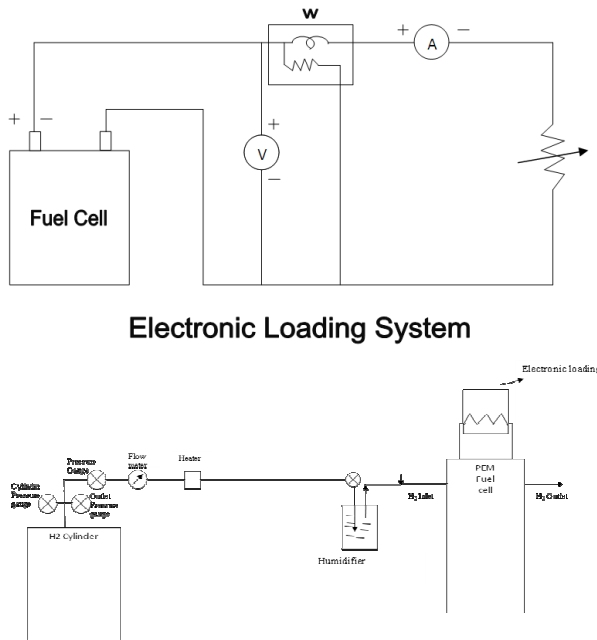 W
+ A −
+ −
+
V
−
Fuel Cell
Electronic Loading System
Electronic loading
Pressure
Gauge
Flow
meter
Heater
PEM
Fuel
cell
Cylinder
Pressure
gauge
Outlet
Pressure
gauge
H2 Inlet
H2 Outlet
H2 Cylinder
Humidifier